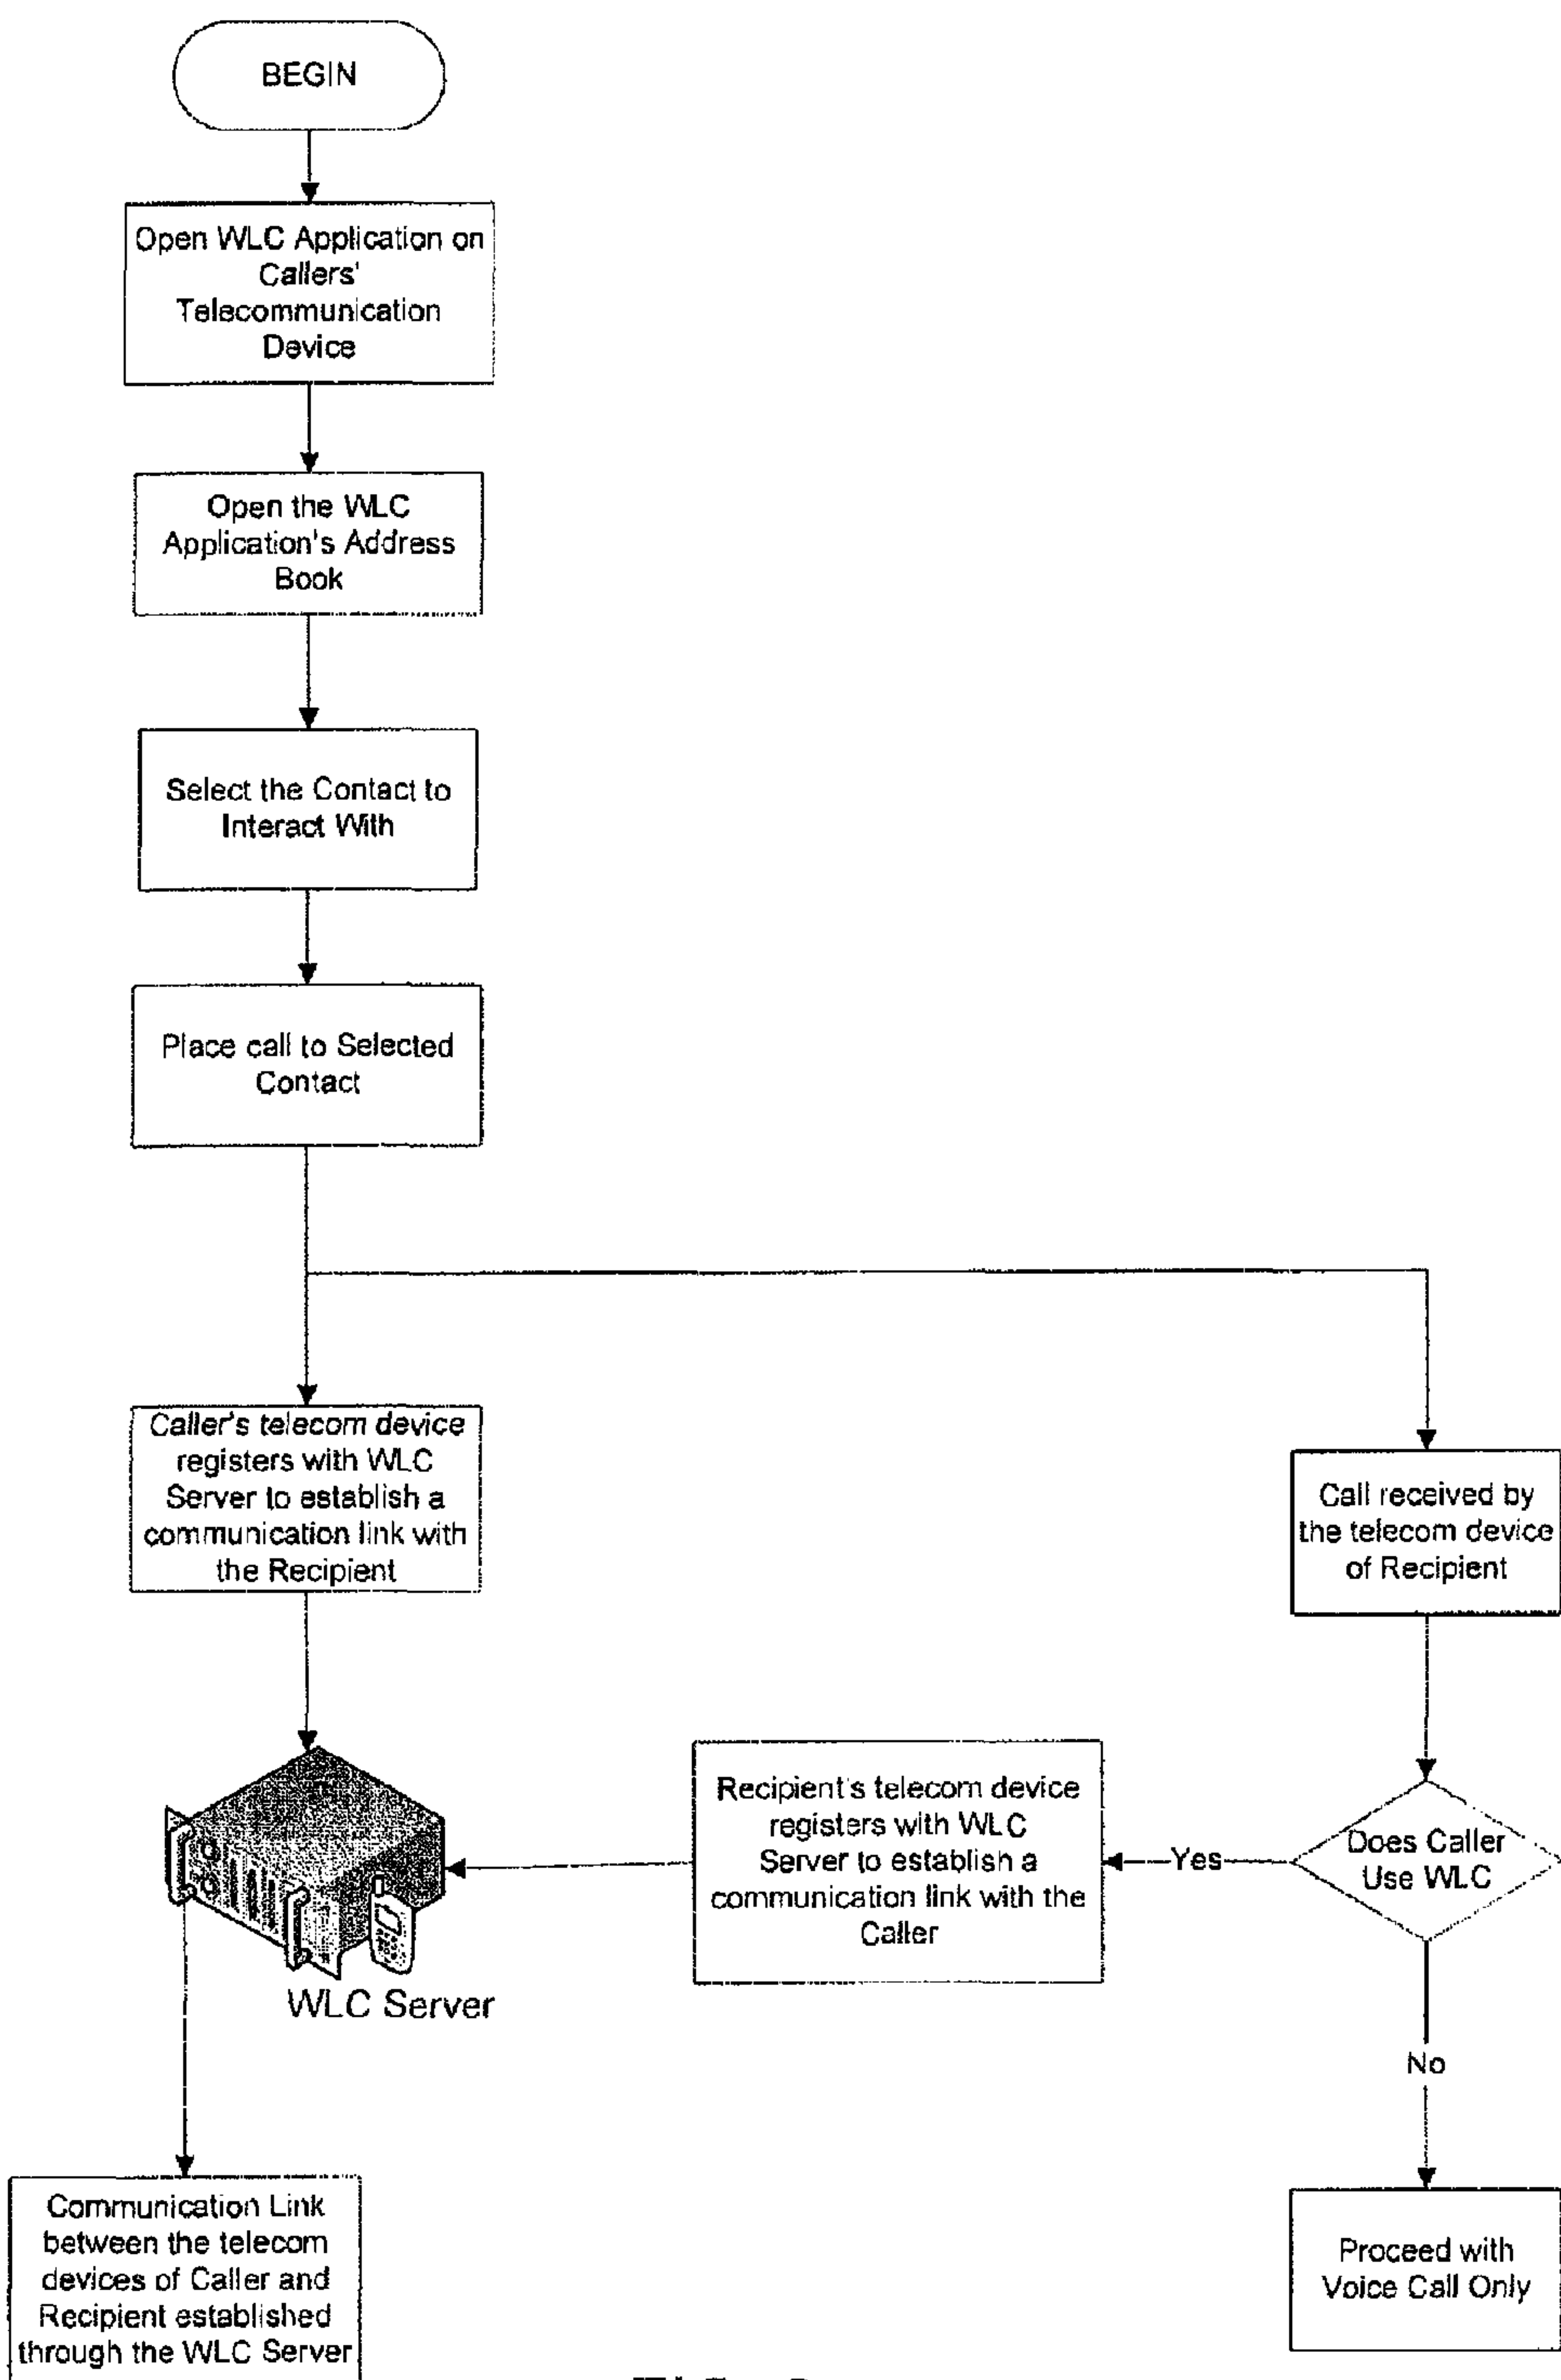 BEGIN
Open WLC Application on
Callers'
Telecommunication
Device
Open the WLC
Application's Address
Book
Select the Contact to
Interact With
Place call to Selected
Contact
Caller's telecom device
registers with WLC
Server to establish a
communication link with
the Recipient
Call received by
the telecom device
of Recipient
Does Caller
Use WLC
Yes
Recipient's telecom device
registers with WLC
Server to establish a
communication link with the
Caller
WLC Server
No
Communication Link
between the telecom
devices of Caller and
Recipient established
through the WLC Server
Proceed with
Voice Call Only